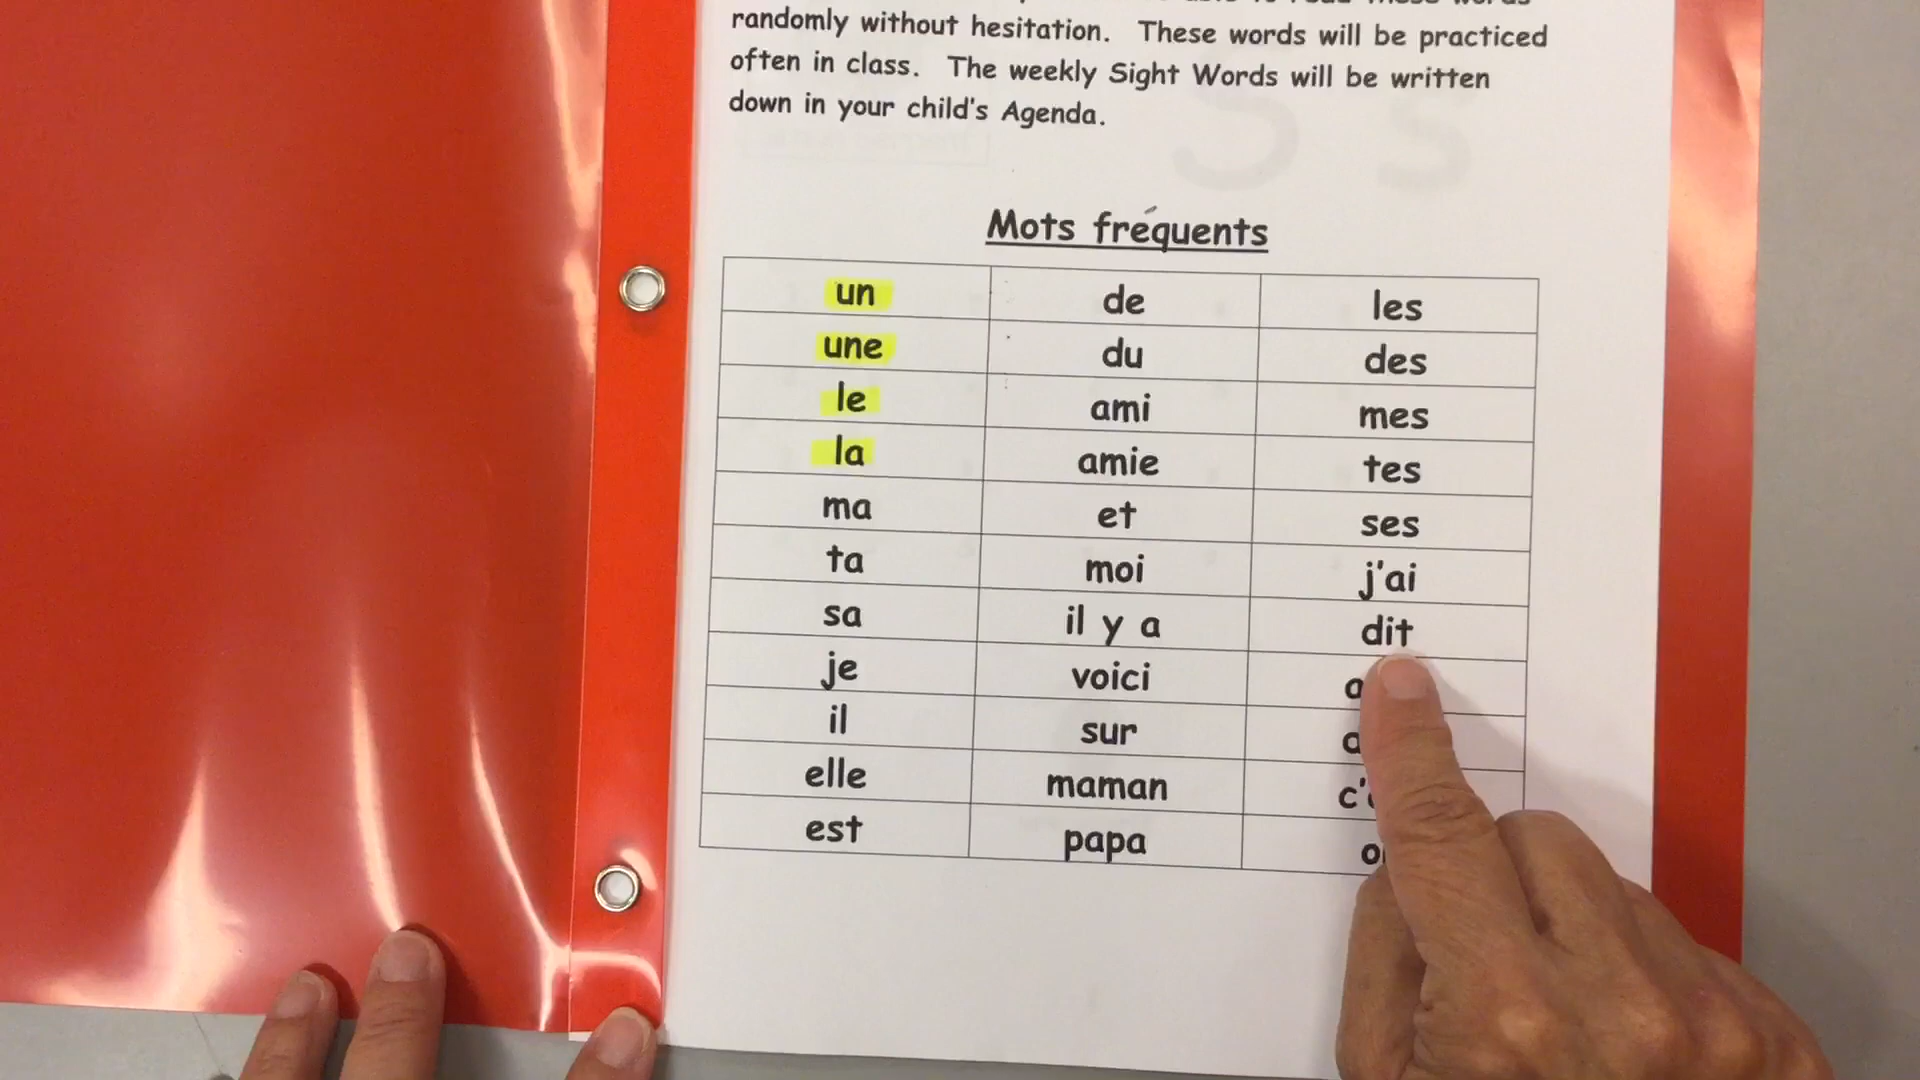 randomly without hesitation. These words will be practiced
often in class. The weekly Sight Words will be written
down in your child's Agenda.
Mots fréquents
un de les
une du des
le ami mes
la amie tes
ma et ses
ta moi j'ai
sa il y a dit
je voici
il sur
elle maman
est papa